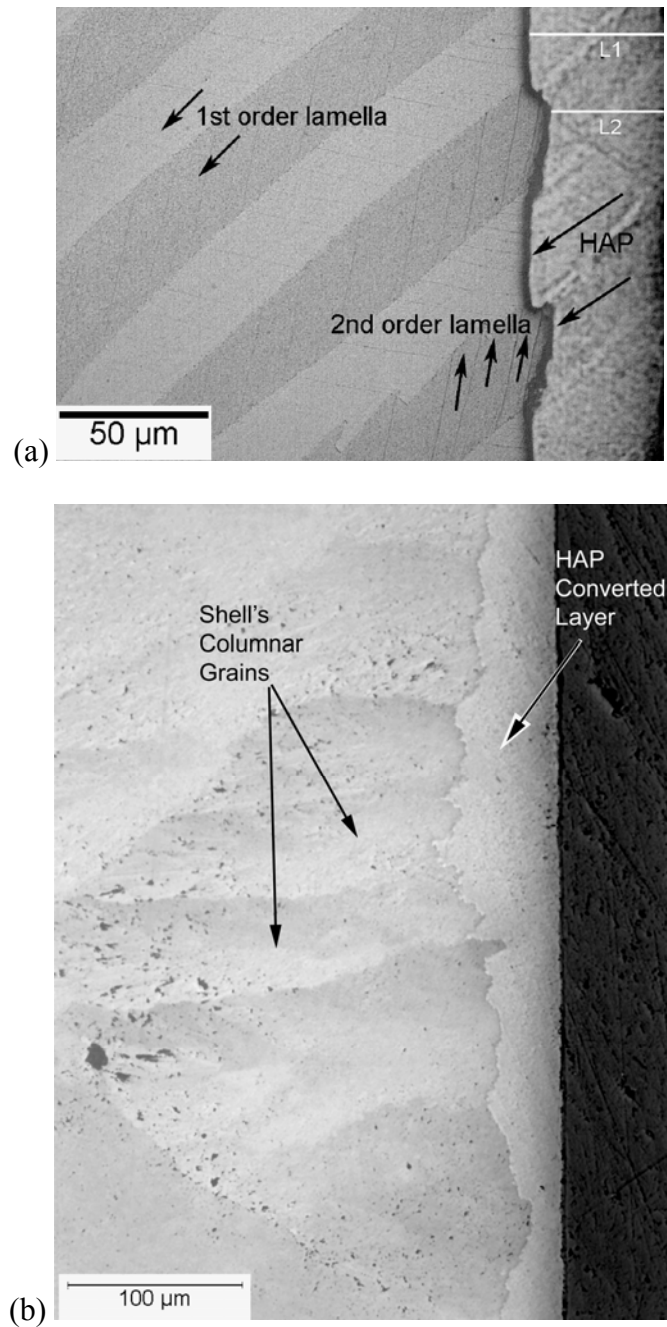 L1
1st order lamella
L2
HAP
2nd order lamella
50 µm
(a)
HAP
Converted
Layer
Shell's
Columnar
Grains
100 µm
(b)